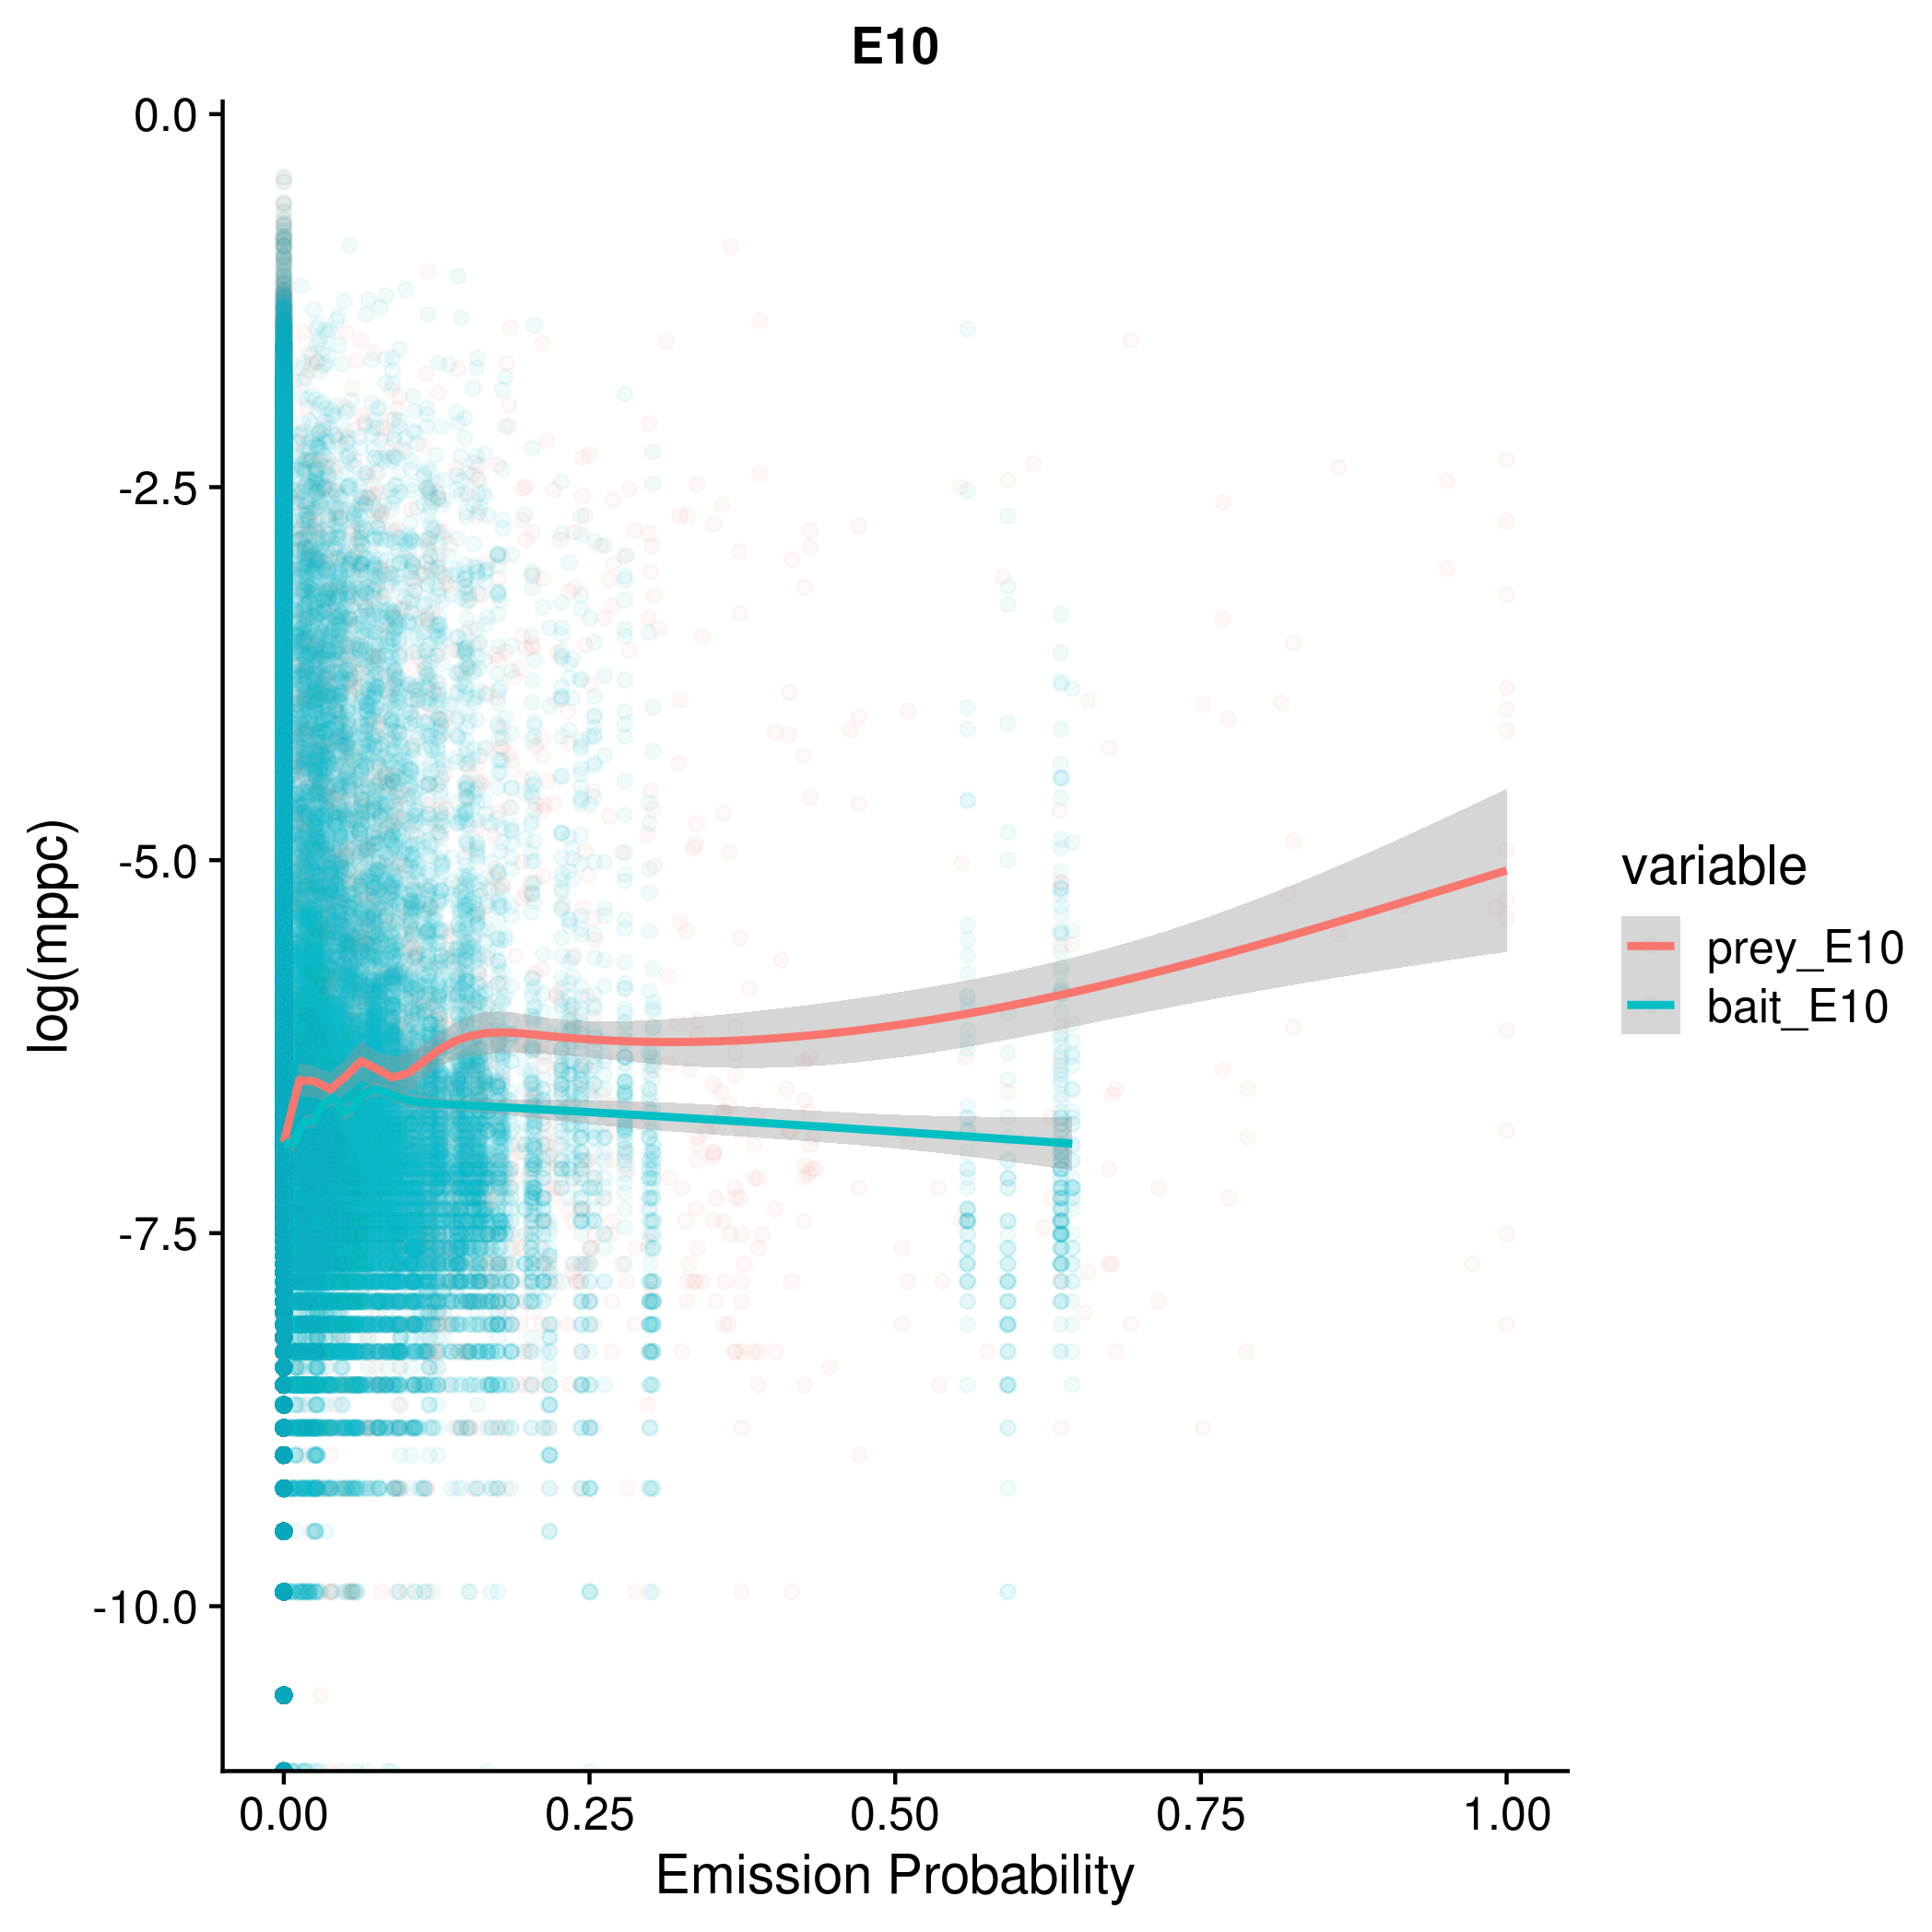 E10
0.0
-2.5
-5.0
-7.5
-10.0
log(mppc)
0.00 0.25 0.50 0.75 1.00
Emission Probability
variable
prey_E10
bait_E10